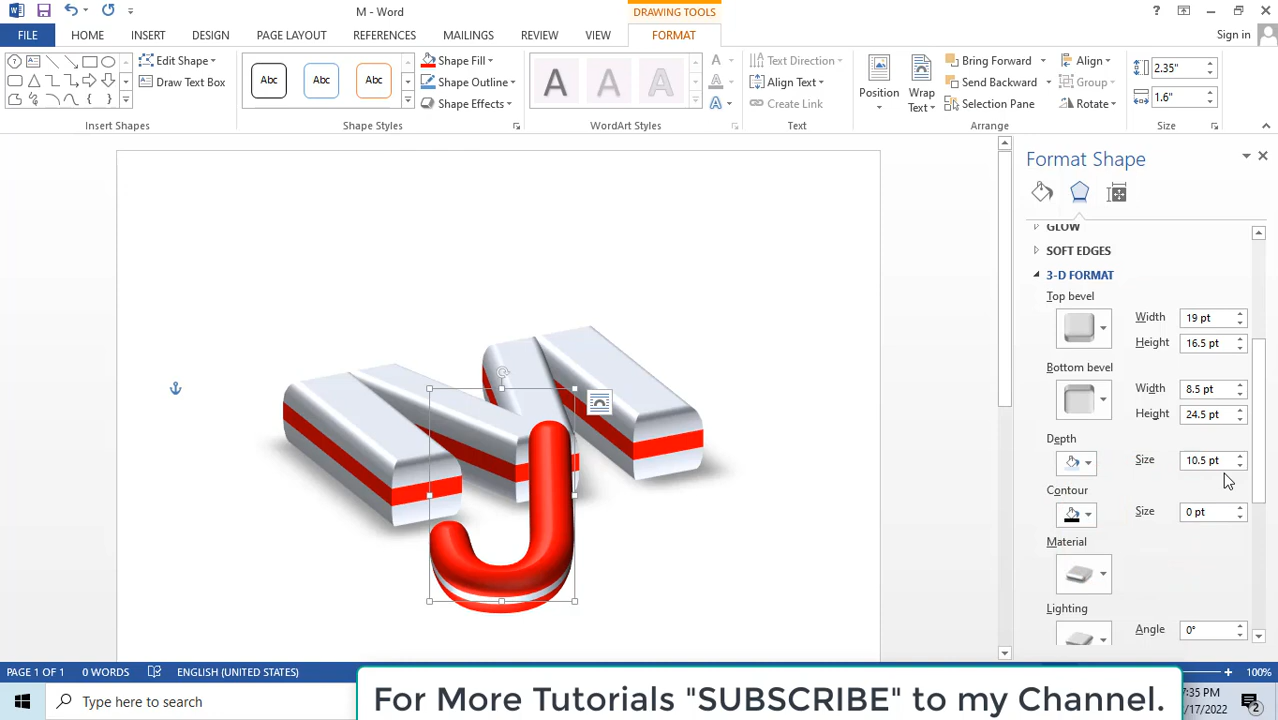 M - Word
DRAWING TOOLS
?
FILE
HOME
INSERT
DESIGN
PAGE LAYOUT
REFERENCES
MAILINGS
REVIEW
VIEW
FORMAT
Sign in
Edit Shape
Draw Text Box
Insert Shapes
Abc
Abc
Abc
Shape Fill
Shape Outline
Shape Effects
Shape Styles
A
A
A
WordArt Styles
Text Direction
Align Text
Create Link
Text
Position
Wrap
Text
Bring Forward
Send Backward
Selection Pane
Align
Group
Rotate
Arrange
2.35"
1.6"
Size
M
J
Format Shape
GLOW
SOFT EDGES
3-D FORMAT
Top bevel
Width 19 pt
Height 16.5 pt
Bottom bevel
Width 8.5 pt
Height 24.5 pt
Depth
Size 10.5 pt
Contour
Size 0 pt
Material
Lighting
Angle 0°
PAGE 1 OF 1
0 WORDS
ENGLISH (UNITED STATES)
100%
Type here to search
For More Tutorials "SUBSCRIBE" to my Channel.
2